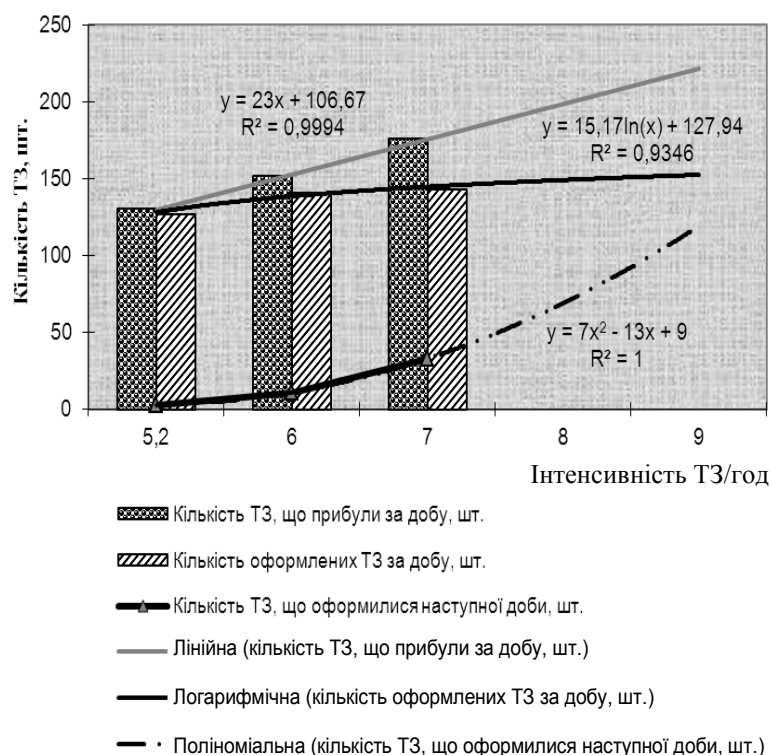 250
200
150
100
50
0
Кількість ТЗ, шт.
y = 23x + 106,67
R² = 0,9994
y = 15,17ln(x) + 127,94
R² = 0,9346
y = 7x² - 13x + 9
R² = 1
5,2 6 7 8 9
Інтенсивність ТЗ/год
Кількість ТЗ, що прибули за добу, шт.
Кількість оформлених ТЗ за добу, шт.
Кількість ТЗ, що оформилися наступної доби, шт.
Лінійна (кількість ТЗ, що прибули за добу, шт.)
Логарифмічна (кількість оформлених ТЗ за добу, шт.)
Поліноміальна (кількість ТЗ, що оформилися наступної доби, шт.)